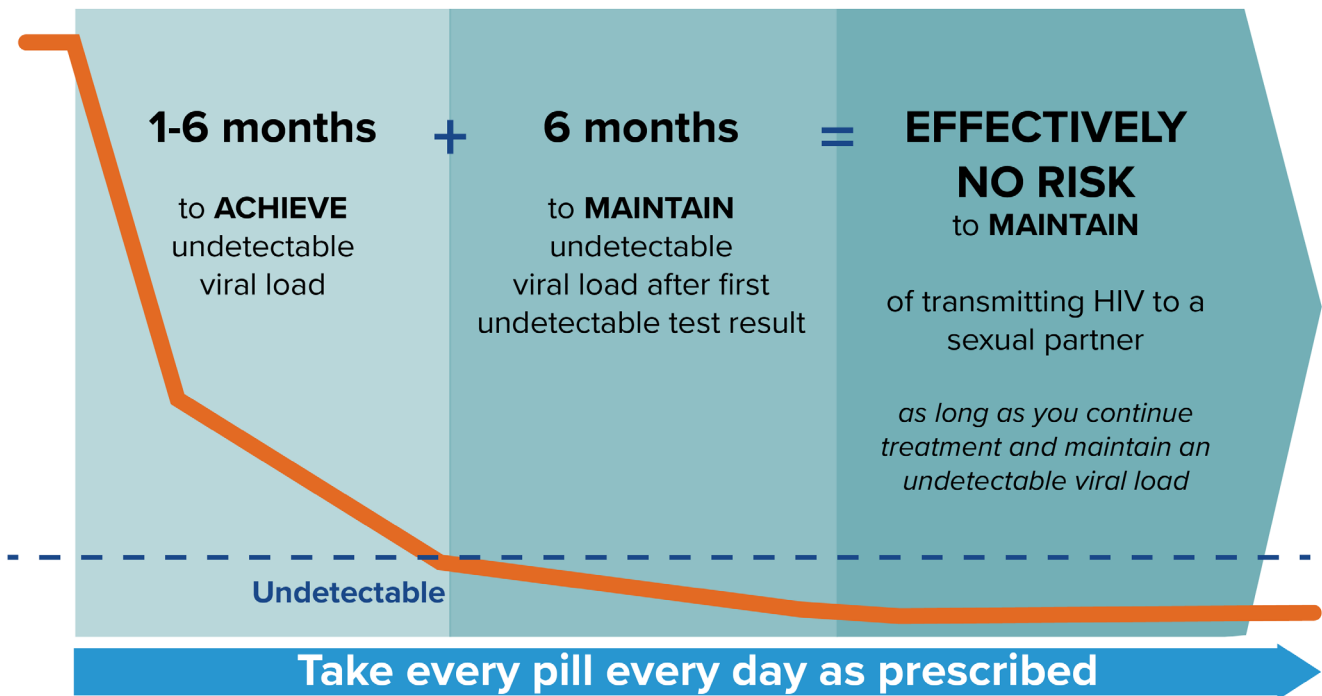 1-6 months
to ACHIEVE
undetectable
viral load
+
6 months
to MAINTAIN
undetectable
viral load after first
undetectable test result
=
EFFECTIVELY
NO RISK
to MAINTAIN
of transmitting HIV to a
sexual partner
as long as you continue
treatment and maintain an
undetectable viral load
Undetectable
Take every pill every day as prescribed